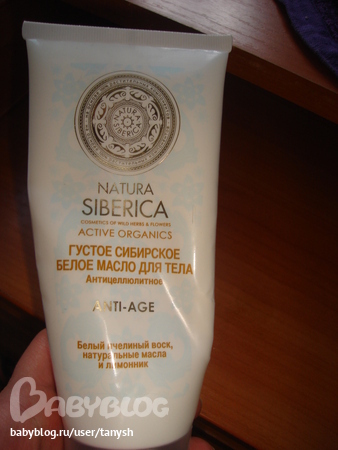 NATURA
SIBERICA
NATURA
SIBERICA
COSMETICS OF WILD HERBS & FLOWERS
ACTIVE ORGANICS
ГУСТОЕ СИБИРСКОЕ
БЕЛОЕ МАСЛО ДЛЯ ТЕЛА
Антицеллюлитное
ANTI-AGE
Белый пчелиный воск,
натуральные масла
и лимонник
BABYBLOG
babyblog.ru/user/tanysh